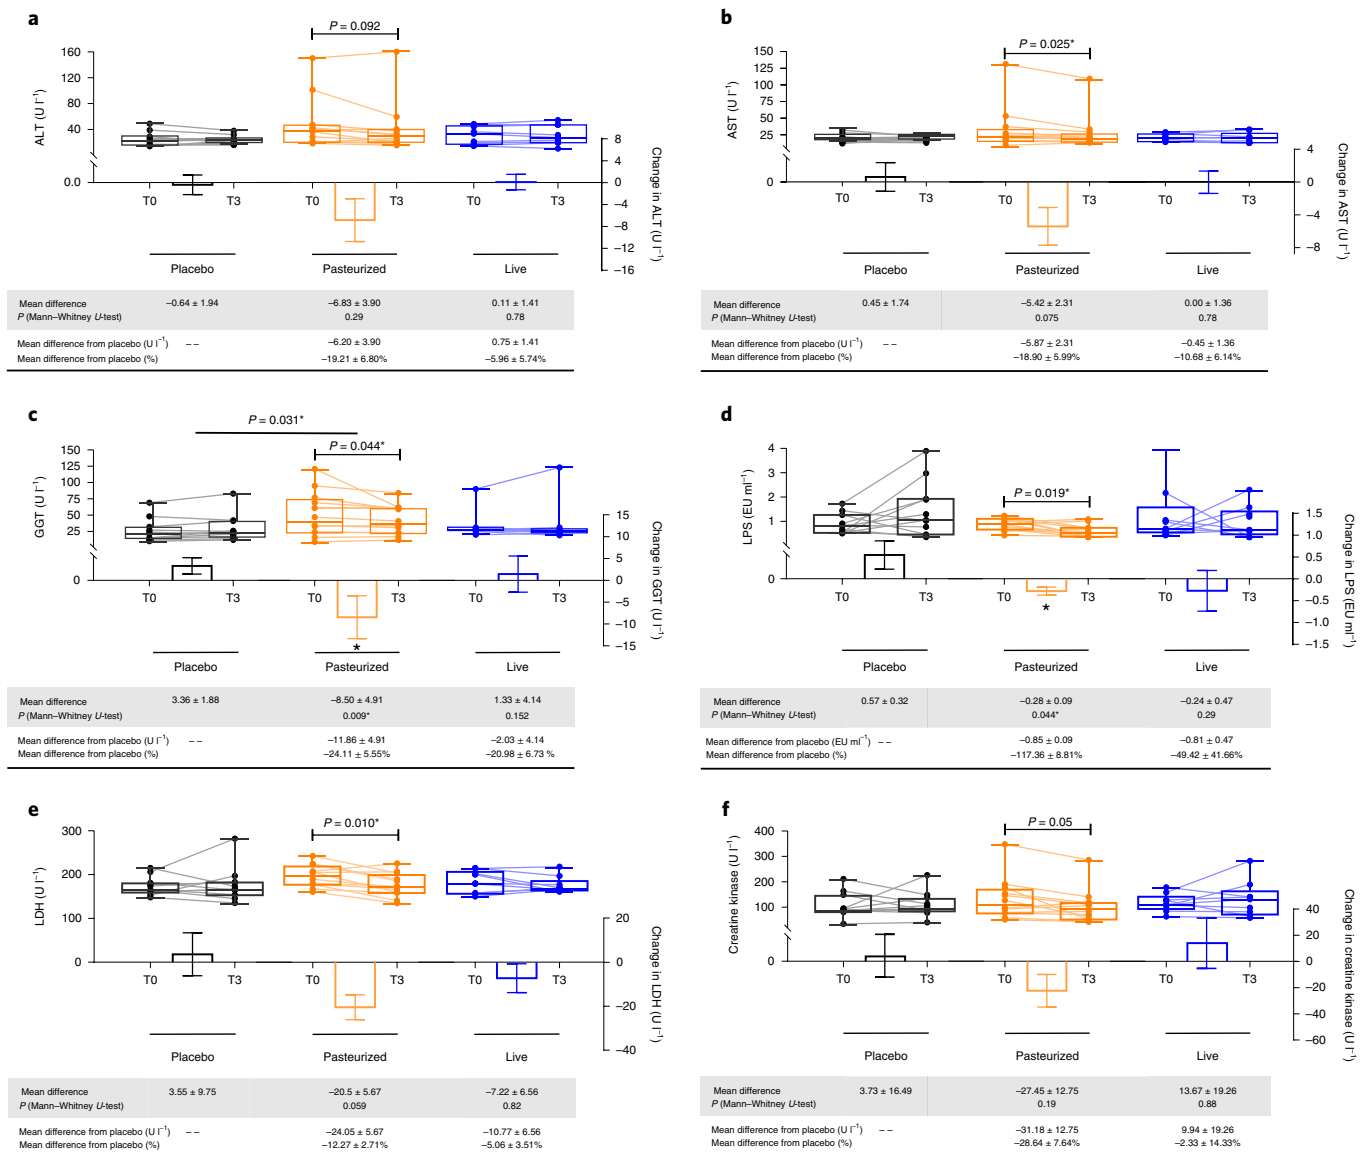 a
P = 0.092
ALT (U l⁻¹)
160
120
80
40
0.0
8
4
0
−4
−8
−12
−16
Change in ALT (U l⁻¹)
T0 T3 T0 T3 T0 T3
Placebo Pasteurized Live
Mean difference −0.64 ± 1.94 −6.83 ± 3.90 0.11 ± 1.41
P (Mann–Whitney U-test) 0.29 0.78
Mean difference from placebo (U l⁻¹) – – −6.20 ± 3.90 0.75 ± 1.41
Mean difference from placebo (%) −19.21 ± 6.80% −5.96 ± 5.74%
b
P = 0.025*
AST (U l⁻¹)
150
125
100
75
50
25
0
4
0
−4
−8
Change in AST (U l⁻¹)
T0 T3 T0 T3 T0 T3
Placebo Pasteurized Live
Mean difference 0.45 ± 1.74 −5.42 ± 2.31 0.00 ± 1.36
P (Mann–Whitney U-test) 0.075 0.78
Mean difference from placebo (U l⁻¹) – – −5.87 ± 2.31 −0.45 ± 1.36
Mean difference from placebo (%) −18.90 ± 5.99% −10.68 ± 6.14%
c
P = 0.031*
P = 0.044*
GGT (U l⁻¹)
150
125
100
75
50
25
0
15
10
5
0
−5
−10
−15
Change in GGT (U l⁻¹)
T0 T3 T0 T3 T0 T3
*
Placebo Pasteurized Live
Mean difference 3.36 ± 1.88 −8.50 ± 4.91 1.33 ± 4.14
P (Mann–Whitney U-test) 0.009* 0.152
Mean difference from placebo (U l⁻¹) – – −11.86 ± 4.91 −2.03 ± 4.14
Mean difference from placebo (%) −24.11 ± 5.55% −20.98 ± 6.73 %
d
P = 0.019*
LPS (EU ml⁻¹)
4
3
2
1
0
1.5
1.0
0.5
0.0
−0.5
−1.0
−1.5
Change in LPS (EU ml⁻¹)
T0 T3 T0 T3 T0 T3
*
Placebo Pasteurized Live
Mean difference 0.57 ± 0.32 −0.28 ± 0.09 −0.24 ± 0.47
P (Mann–Whitney U-test) 0.044* 0.29
Mean difference from placebo (EU ml⁻¹) – – −0.85 ± 0.09 −0.81 ± 0.47
Mean difference from placebo (%) −117.36 ± 8.81% −49.42 ± 41.66%
e
P = 0.010*
LDH (U l⁻¹)
300
200
100
0
20
0
−20
−40
Change in LDH (U l⁻¹)
T0 T3 T0 T3 T0 T3
Placebo Pasteurized Live
Mean difference 3.55 ± 9.75 −20.5 ± 5.67 −7.22 ± 6.56
P (Mann–Whitney U-test) 0.059 0.82
Mean difference from placebo (U l⁻¹) – – −24.05 ± 5.67 −10.77 ± 6.56
Mean difference from placebo (%) −12.27 ± 2.71% −5.06 ± 3.51%
f
P = 0.05
Creatine kinase (U l⁻¹)
400
300
200
100
0
40
20
0
−20
−40
−60
Change in creatine kinase (U l⁻¹)
T0 T3 T0 T3 T0 T3
Placebo Pasteurized Live
Mean difference 3.73 ± 16.49 −27.45 ± 12.75 13.67 ± 19.26
P (Mann–Whitney U-test) 0.19 0.88
Mean difference from placebo (U l⁻¹) – – −31.18 ± 12.75 9.94 ± 19.26
Mean difference from placebo (%) −28.64 ± 7.64% −2.33 ± 14.33%